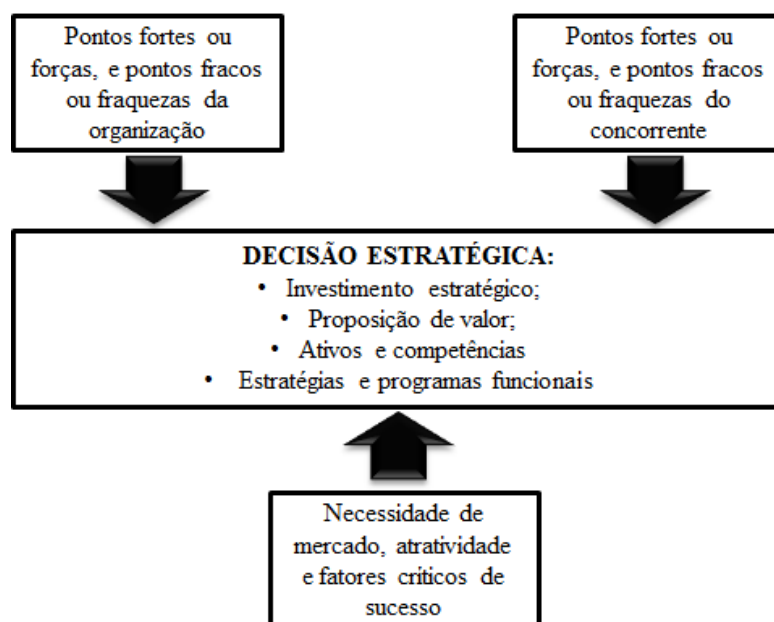 Pontos fortes ou
forças, e pontos fracos
ou fraquezas da
organização
Pontos fortes ou
forças, e pontos fracos
ou fraquezas do
concorrente
DECISÃO ESTRATÉGICA:
• Investimento estratégico;
• Proposição de valor;
• Ativos e competências
• Estratégias e programas funcionais
Necessidade de
mercado, atratividade
e fatores críticos de
sucesso